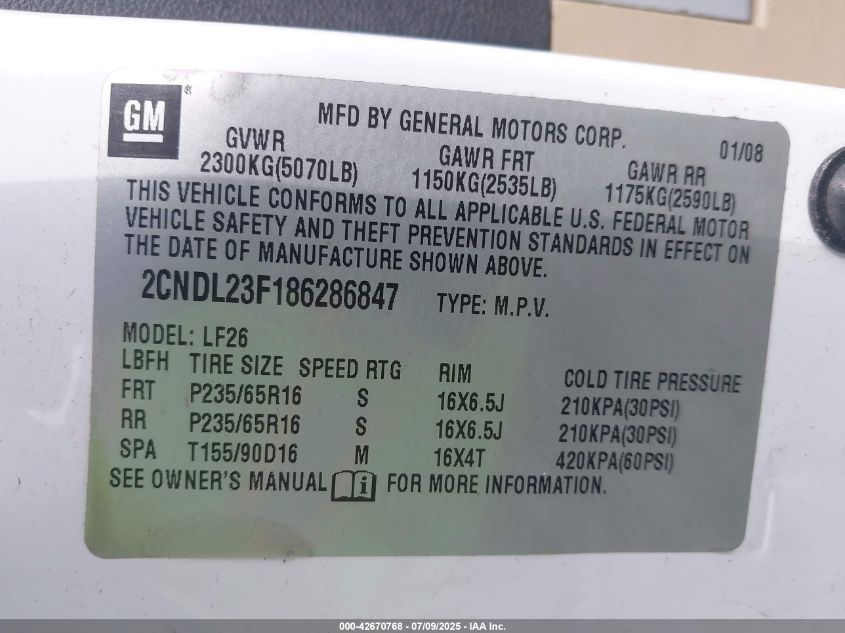 GM®
MFD BY GENERAL MOTORS CORP. 01/08
GVWR GAWR FRT GAWR RR
2300KG(5070LB) 1150KG(2535LB) 1175KG(2590LB)
THIS VEHICLE CONFORMS TO ALL APPLICABLE U.S. FEDERAL MOTOR
VEHICLE SAFETY AND THEFT PREVENTION STANDARDS IN EFFECT ON
THE DATE OF MANUFACTURE SHOWN ABOVE.
2CNDL23F186286847 TYPE: M.P.V.
MODEL: LF26
LBFH TIRE SIZE SPEED RTG RIM COLD TIRE PRESSURE
FRT P235/65R16 S 16X6.5J 210KPA(30PSI)
RR P235/65R16 S 16X6.5J 210KPA(30PSI)
SPA T155/90D16 M 16X4T 420KPA(60PSI)
SEE OWNER'S MANUAL i FOR MORE INFORMATION.
000-42670768 - 07/09/2025 - IAA Inc.